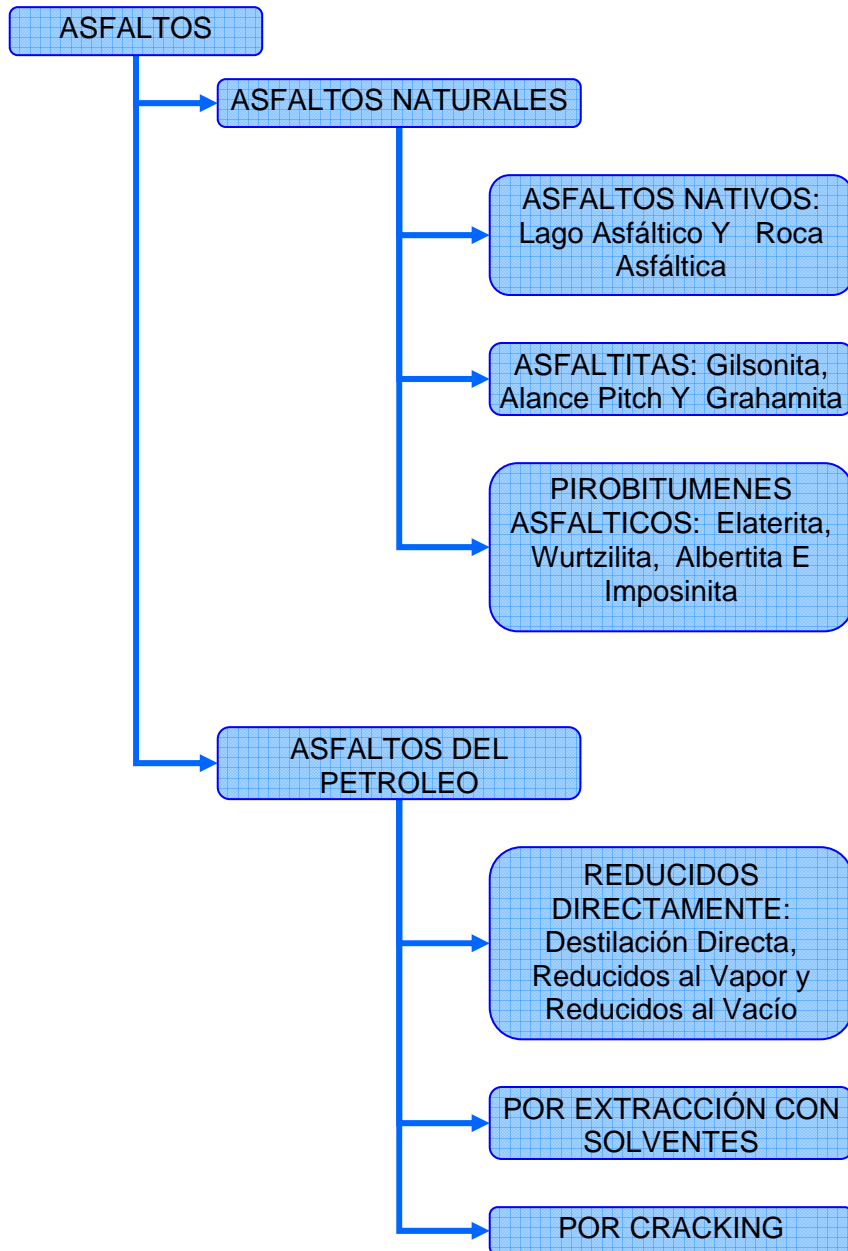 ASFALTOS
ASFALTOS NATURALES
ASFALTOS NATIVOS:
Lago Asfáltico Y Roca
Asfáltica
ASFALTITAS: Gilsonita,
Alance Pitch Y Grahamita
PIROBITUMENES
ASFALTICOS: Elaterita,
Wurtzilita, Albertita E
Imposinita
ASFALTOS DEL
PETROLEO
REDUCIDOS
DIRECTAMENTE:
Destilación Directa,
Reducidos al Vapor y
Reducidos al Vacío
POR EXTRACCIÓN CON
SOLVENTES
POR CRACKING